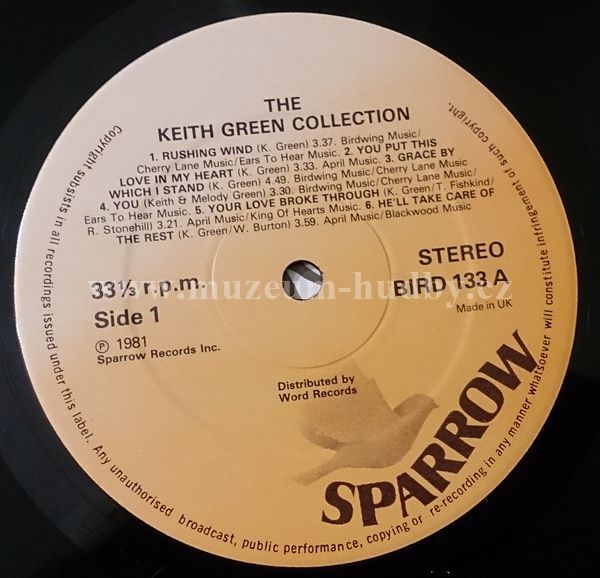 THE
KEITH GREEN COLLECTION
1. RUSHING WIND (K. Green) 3.37. Birdwing Music/
Cherry Lane Music/Ears To Hear Music. 2. YOU PUT THIS
LOVE IN MY HEART (K. Green) 3.33. April Music. 3. GRACE BY
WHICH I STAND (K. Green) 4.49. Birdwing Music/Cherry Lane Music
4. YOU (Keith & Melody Green) 3.30. Birdwing Music/Cherry Lane Music/
Ears To Hear Music. 5. YOUR LOVE BROKE THROUGH (K. Green/T. Fishkind/
R. Stonehill) 3.21. April Music/King Of Hearts Music. 6. HE'LL TAKE CARE OF
THE REST (K. Green/W. Burton) 3.59. April Music/Blackwood Music
33⅓ r.p.m.
Side 1
Ⓟ 1981
Sparrow Records Inc.
STEREO
BIRD 133 A
Made in UK
www.muzeum-hudby.cz
Distributed by
Word Records
SPARROW
Copyright subsists in all recordings issued under this label. Any unauthorised broadcast, public performance, copying or re-recording in any manner whatsoever will constitute infringement of such copyright.